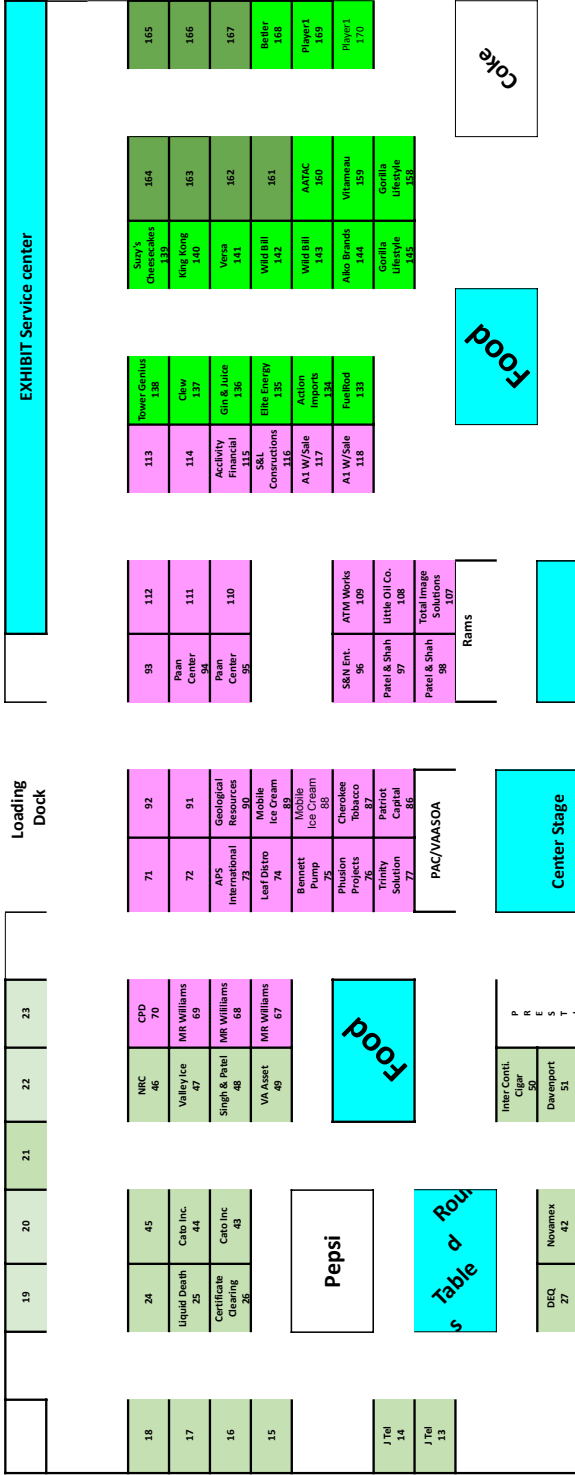 19
20
21
22
23
Loading
Dock
EXHIBIT Service center
18
24
45
NRC
46
CPD
70
71
92
93
112
113
Tower Genius
138
Suzy's
Cheesecakes
139
164
165
17
Liquid Death
25
Cato Inc.
44
Valley Ice
47
MR Williams
69
72
91
Paan
Center
94
111
114
Clew
137
King Kong
140
163
166
16
Certificate
Clearing
26
Cato Inc
43
Singh & Patel
48
MR Williliams
68
APS
International
73
Geological
Resources
90
Paan
Center
95
110
Acclivity
Financial
115
Gin & Juice
136
Versa
141
162
167
15
VA Asset
49
MR Williams
67
Leaf Distro
74
Mobile
Ice Cream
89
S&L
Consructions
116
Elite Energy
135
Wild Bill
142
161
Betler
168
Pepsi
Bennett
Pump
75
Mobile
Ice Cream
88
A1 W/Sale
117
Action
Imports
134
Wild Bill
143
AATAC
160
Player1
169
Food
Phusion
Projects
76
Cherokee
Tobacco
87
S&N Ent.
96
ATM Works
109
A1 W/Sale
118
FuelRod
133
Aiko Brands
144
Vitameau
159
Player1
170
J Tel
14
Trinity
Solution
77
Patriot
Capital
86
Patel & Shah
97
Little Oil Co.
108
Gorilla
Lifestyle
145
Gorilla
Lifestyle
158
J Tel
13
Roun
d
Table
s
PAC/VAASOA
Patel & Shah
98
Total Image
Solutions
107
Rams
Food
Coke
Inter Conti.
Cigar
50
P
R
E
S
T
Center Stage
DEQ
27
Novamex
42
Davenport
51